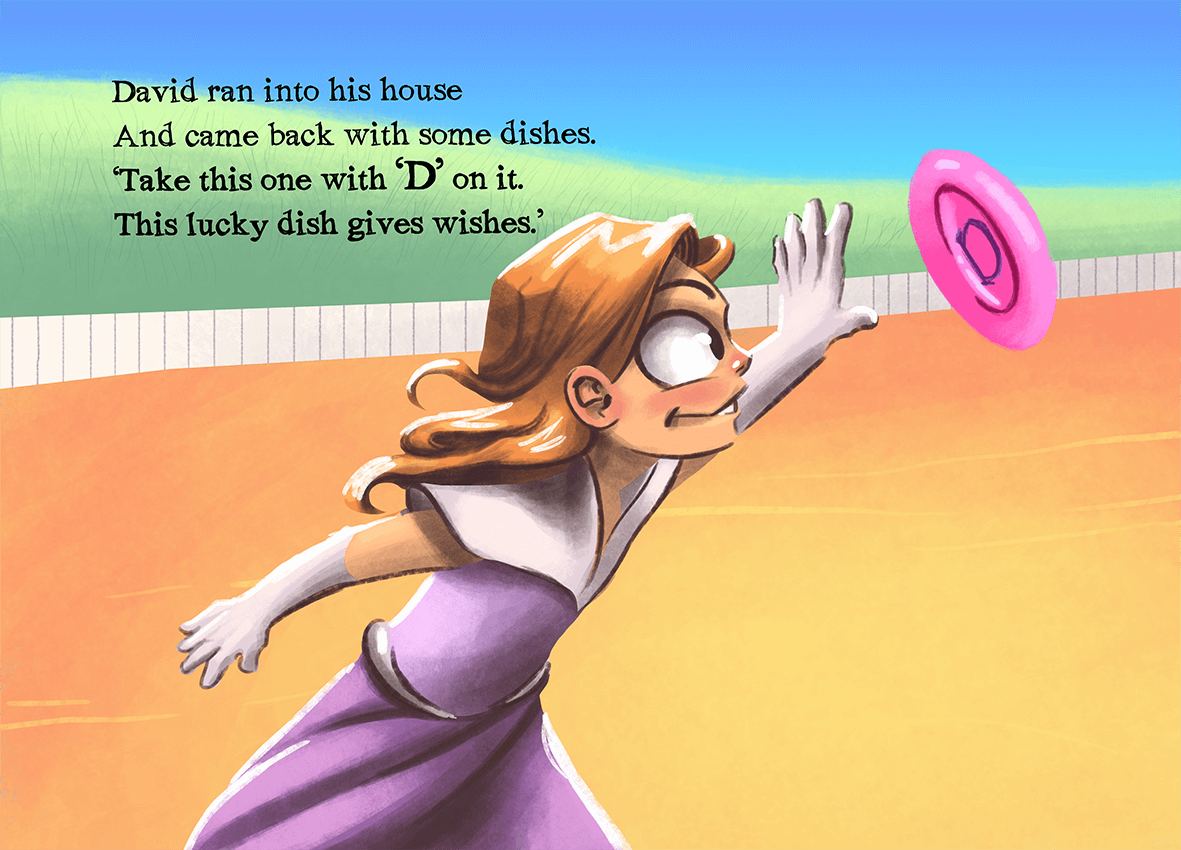 David ran into his house
And came back with some dishes.
‘Take this one with ‘D’ on it.
This lucky dish gives wishes.’
D